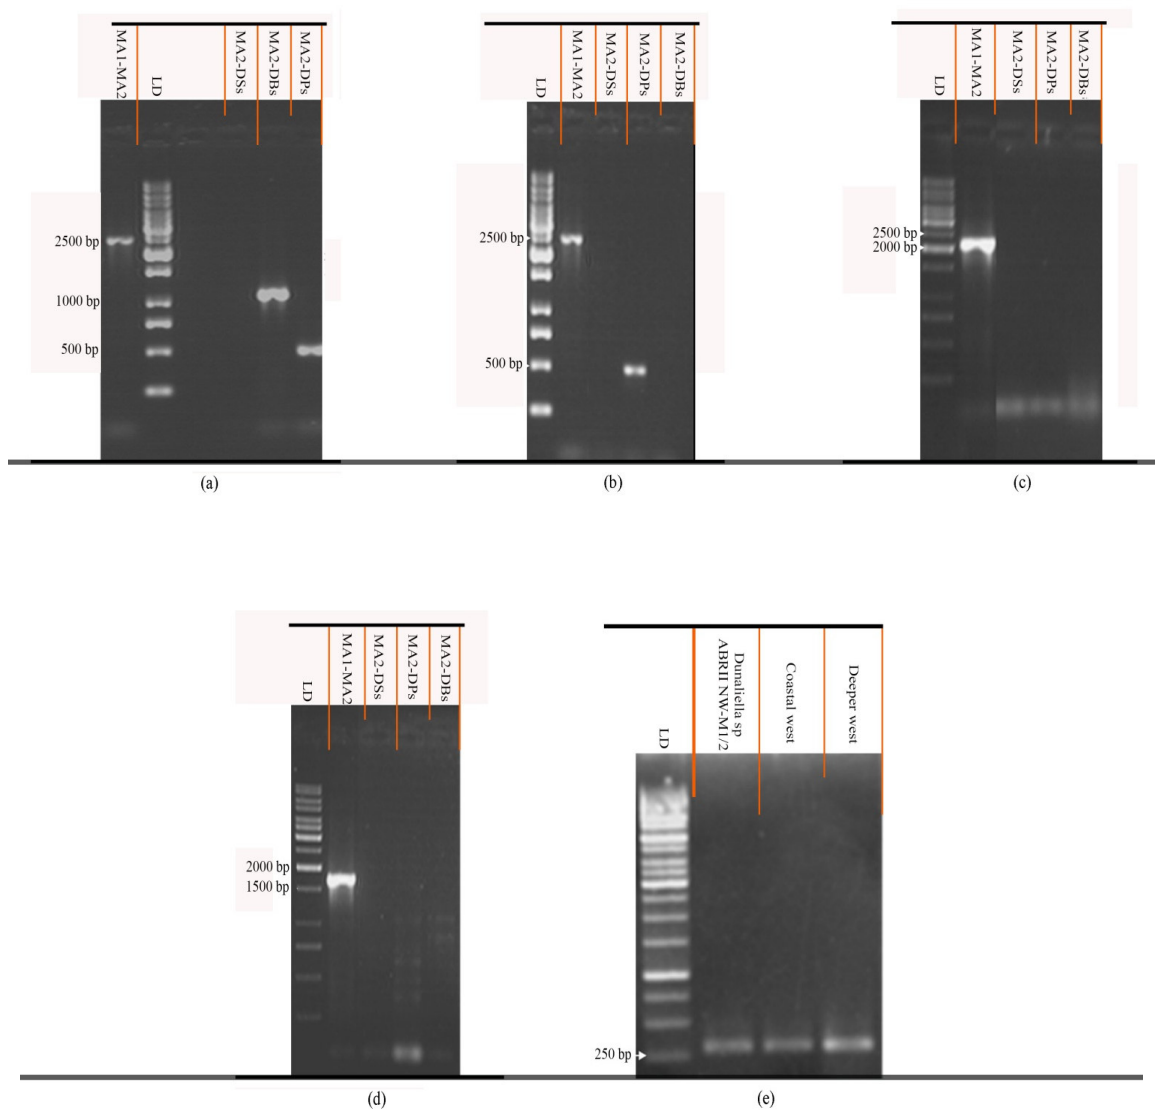 MA1-MA2
LD
MA2-DSs
MA2-DBs
MA2-DPs
2500 bp
1000 bp
500 bp
(a)
LD
MA1-MA2
MA2-DSs
MA2-DPs
MA2-DBs
2500 bp
500 bp
(b)
LD
MA1-MA2
MA2-DSs
MA2-DPs
MA2-DBs
2500 bp
2000 bp
(c)
LD
MA1-MA2
MA2-DSs
MA2-DPs
MA2-DBs
2000 bp
1500 bp
(d)
LD
Dunaliella sp
ABRII NW-M1/2
Coastal west
Deeper west
250 bp
(e)